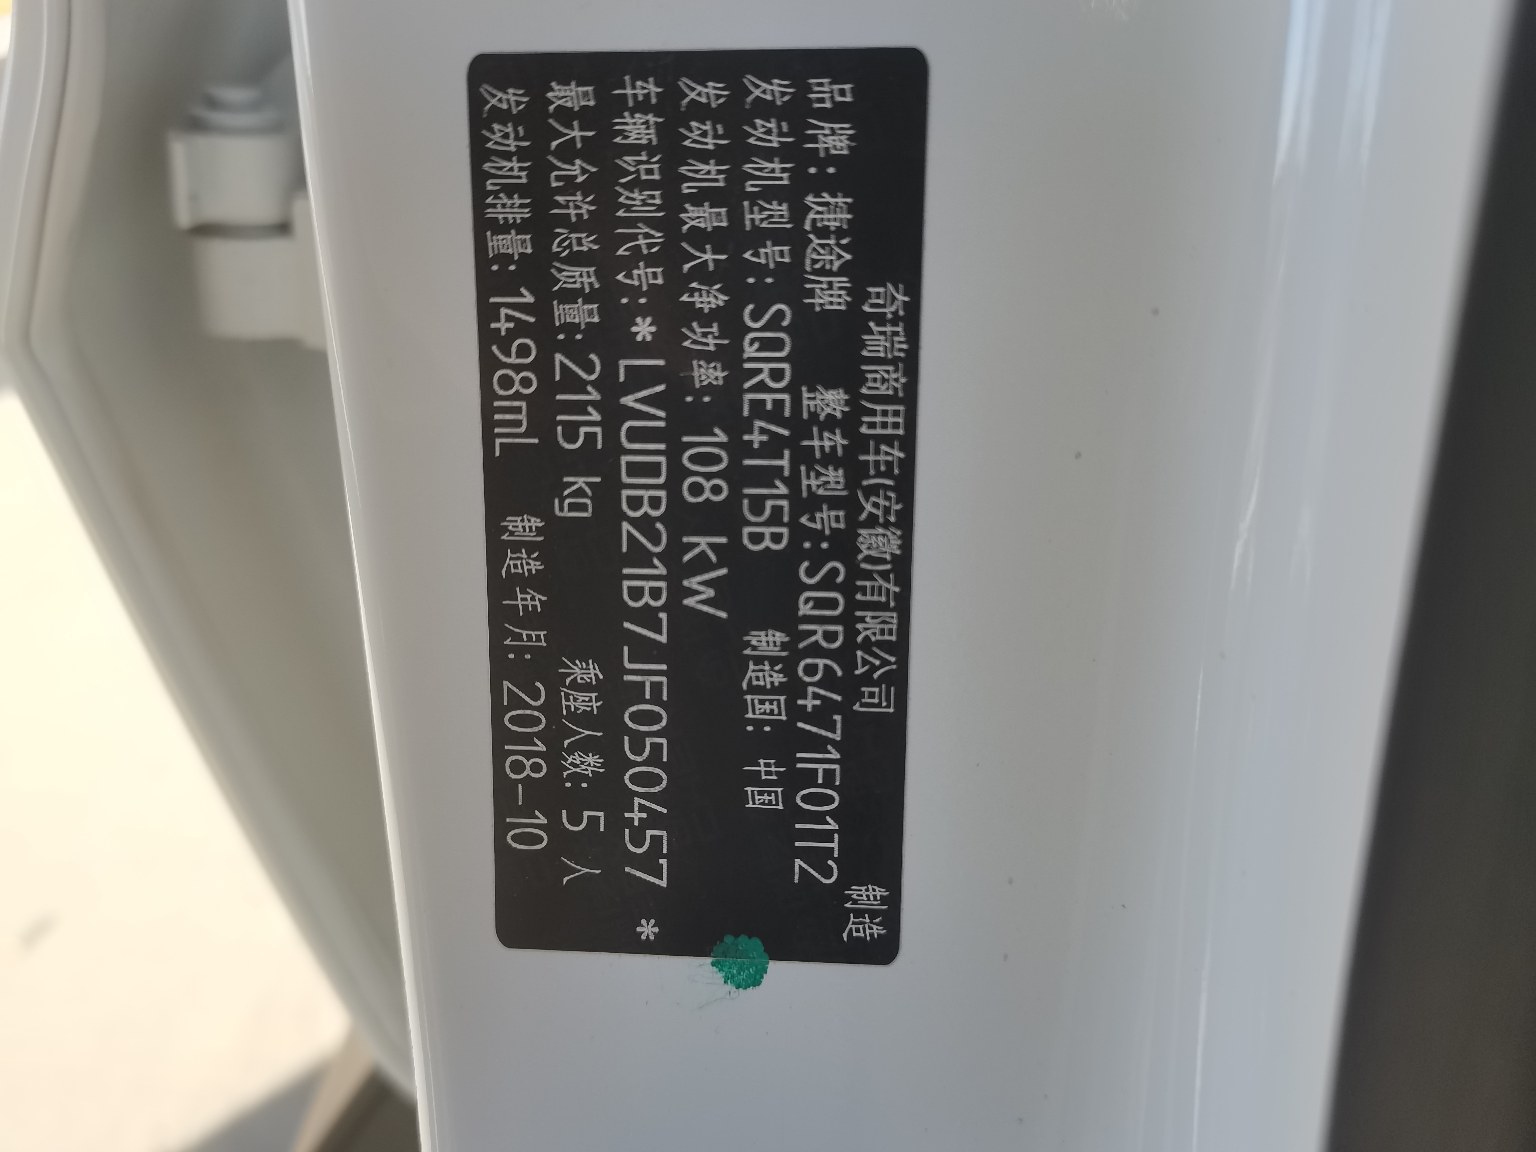 奇瑞商用车(安徽)有限公司 制造
品牌: 捷途牌 整车型号: SQR6471F01T2
发动机型号: SQRE4T15B 制造国: 中国
发动机最大净功率: 108 kW
车辆识别代号: *LVUDB21B7JF050457 *
最大允许总质量: 2115 kg 乘座人数: 5 人
发动机排量: 1498mL 制造年月: 2018-10